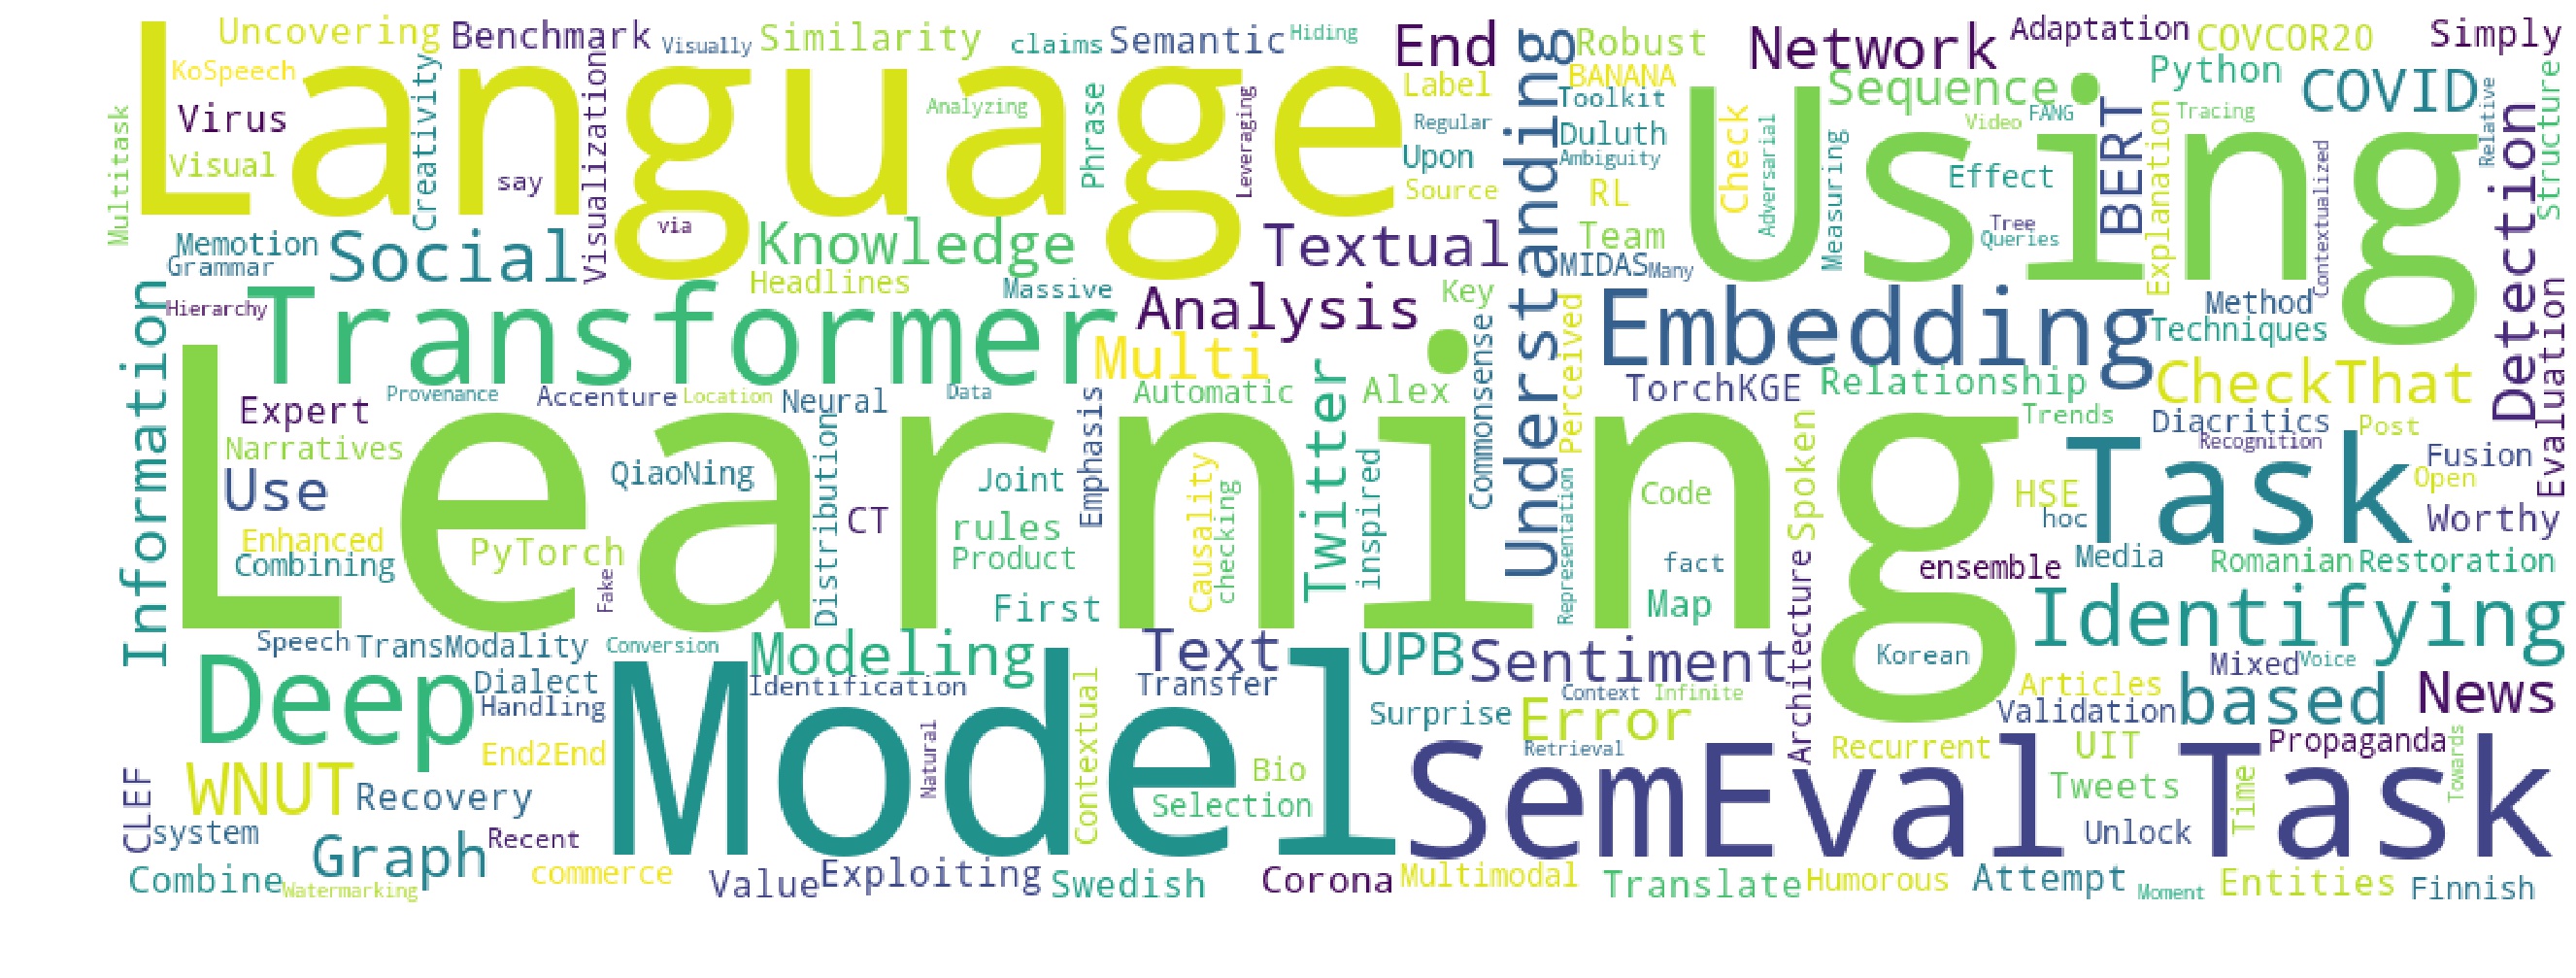 Uncovering
Benchmark
Visually
Similarity
claims
Semantic
Hiding
End
Robust
Network
Adaptation
COVCOR20
Simply
KoSpeech
Language
Label
BANANA
Using
Sequence
Python
COVID
Virus
Creativity
Visualization
Analyzing
Leveraging
Phrase
Regular
Understanding
Toolkit
Duluth
Check
Video
FANG
BERT
Tracing
Relative
Structure
Multitask
Visual
say
Upon
Ambiguity
Adversarial
Measuring
Effect
Explanation
Contextualized
Detection
Source
RL
via
Memotion
Social
Knowledge
Textual
Team
Tree
Queries
Grammar
Headlines
Massive
MIDAS
Many
Information
Hierarchy
Transformer
Analysis
Key
Commonsense
Perceived
Embedding
Method
Techniques
Evaluation
Multi
Provenance
Accenture
Location
Neural
Data
Automatic
Alex
TorchKGE
Relationship
CheckThat
Expert
Learning
Emphasis
Twitter
Trends
Diacritics
Post
Narratives
Distribution
Spoken
Task
Recognition
Fusion
Use
QiaoNing
Joint
Causality
checking
inspired
Representation
Code
HSE
Open
CT
rules
hoc
Worthy
Enhanced
PyTorch
Product
fact
Architecture
ensemble
Media
Romanian
Restoration
Combining
Fake
First
Map
Identifying
Speech
TransModality
Conversion
Modeling
Text
UPB
Sentiment
Korean
Mixed
Voice
Deep
Dialect
Model
Identification
Contextual
Transfer
Context
Infinite
Articles
based
News
Handling
Natural
Surprise
Error
Validation
End2End
Bio
SemEval
Retrieval
Recurrent
UIT
Task
Propaganda
Towards
WNUT
Recovery
Selection
Tweets
Time
CLEF
system
Graph
Recent
Unlock
Combine
Watermarking
commerce
Value
Exploiting
Swedish
Corona
Multimodal
Translate
Humorous
Attempt
Moment
Entities
Finnish